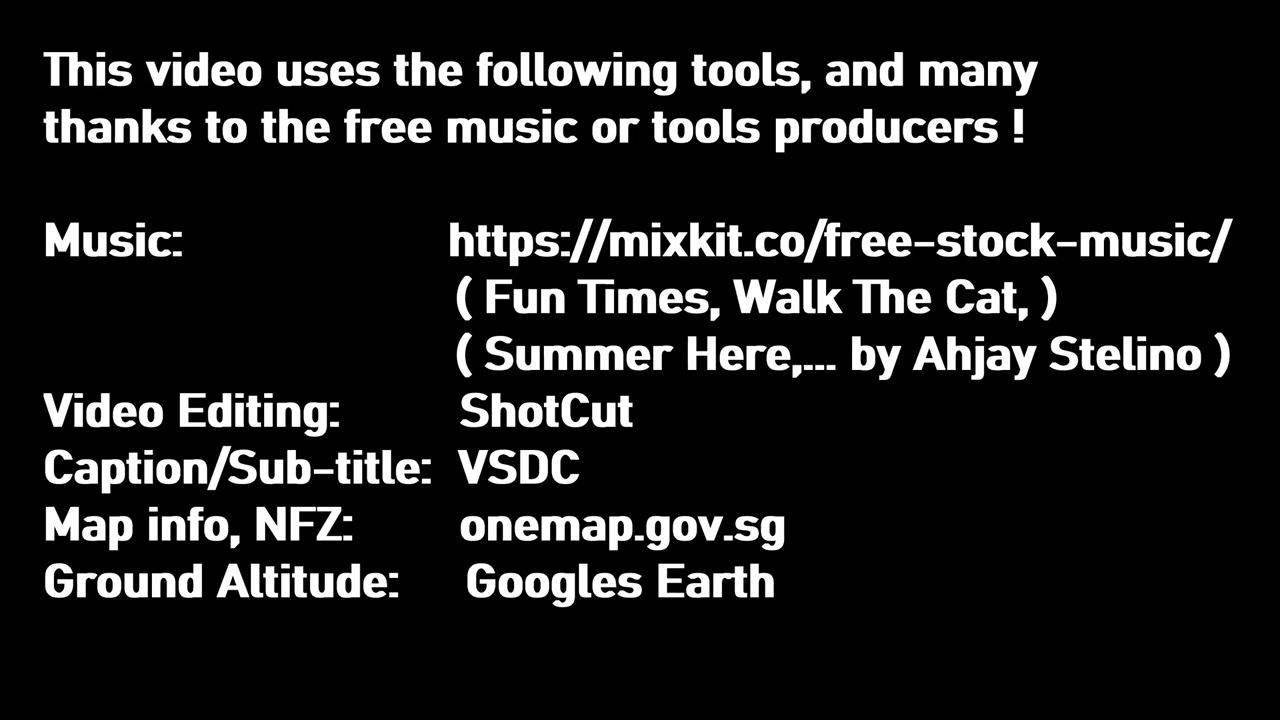 This video uses the following tools, and many
thanks to the free music or tools producers !
Music: https://mixkit.co/free-stock-music/
( Fun Times, Walk The Cat, )
( Summer Here,... by Ahjay Stelino )
Video Editing: ShotCut
Caption/Sub-title: VSDC
Map info, NFZ: onemap.gov.sg
Ground Altitude: Googles Earth